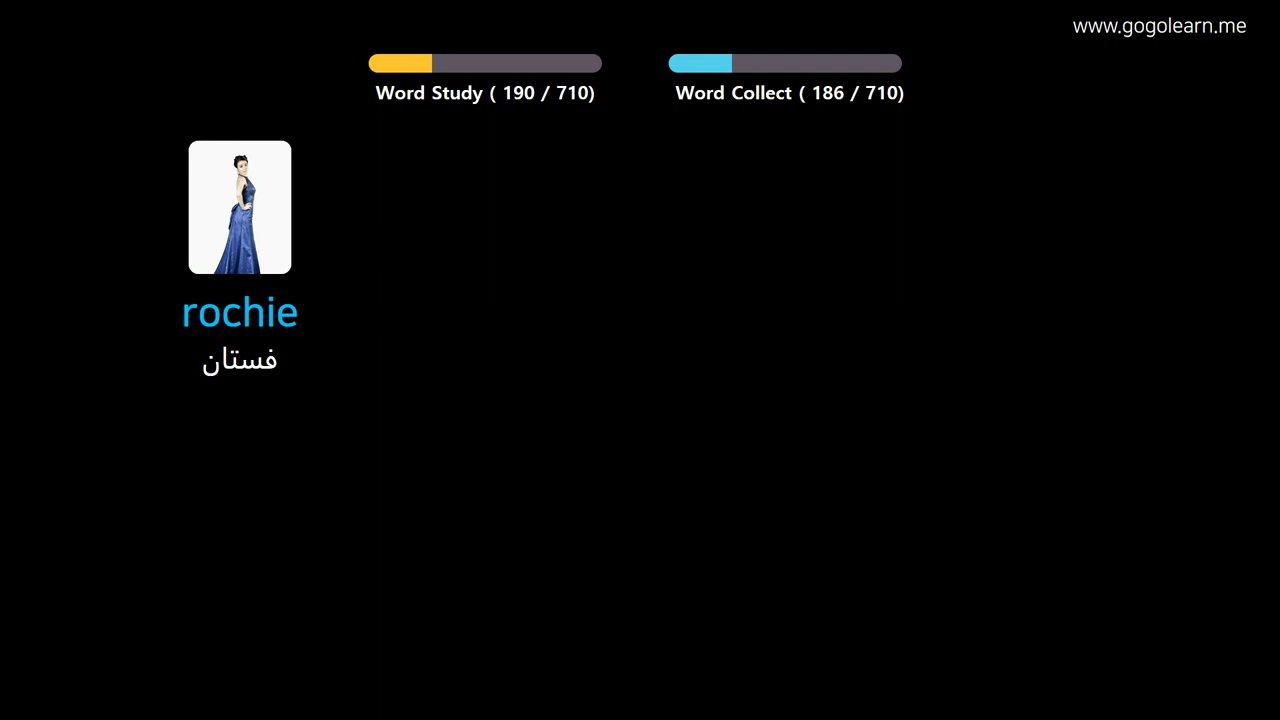 www.gogolearn.me
Word Study ( 190 / 710)
Word Collect ( 186 / 710)
rochie
فستان